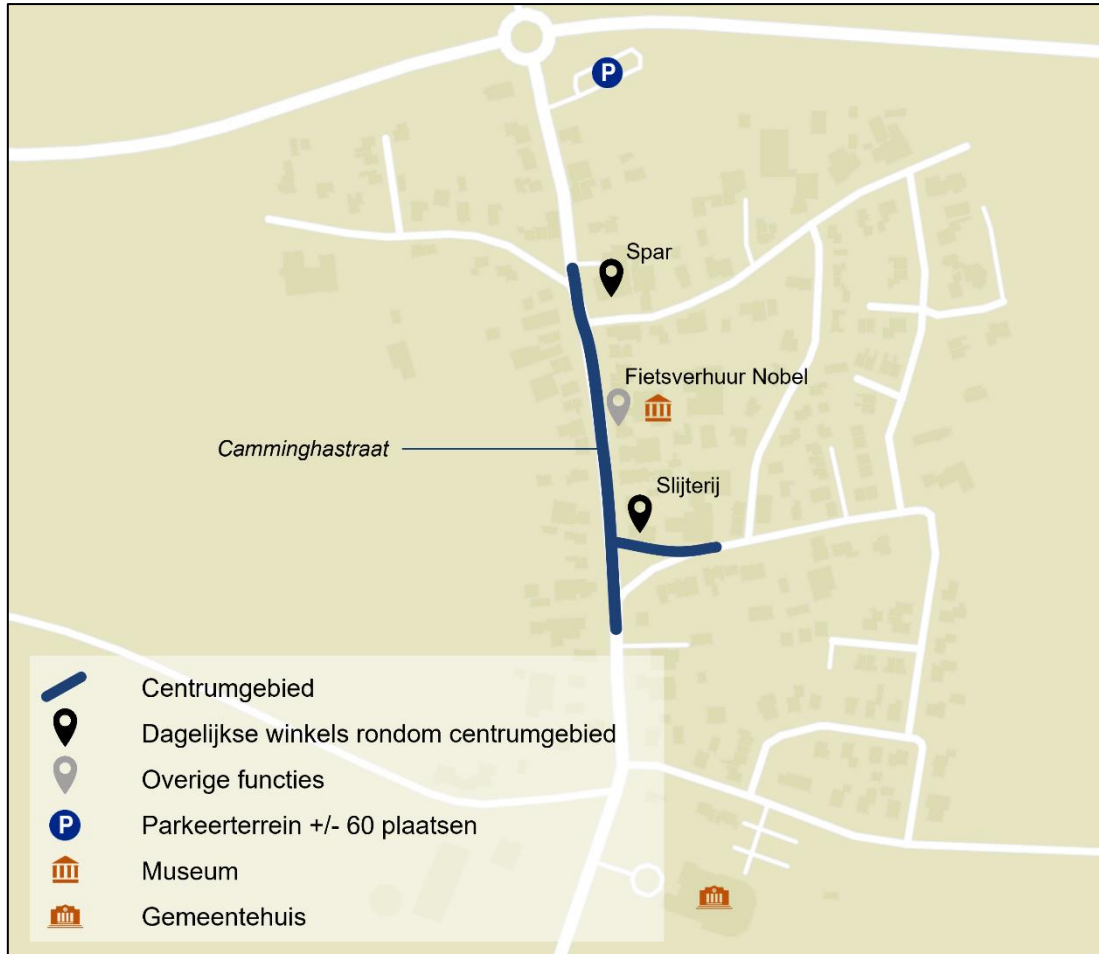 P
Spar
Fietsverhuur Nobel
Camminghastraat
Slijterij
Centrumgebied
Dagelijkse winkels rondom centrumgebied
Overige functies
P Parkeerterrein +/- 60 plaatsen
Museum
Gemeentehuis